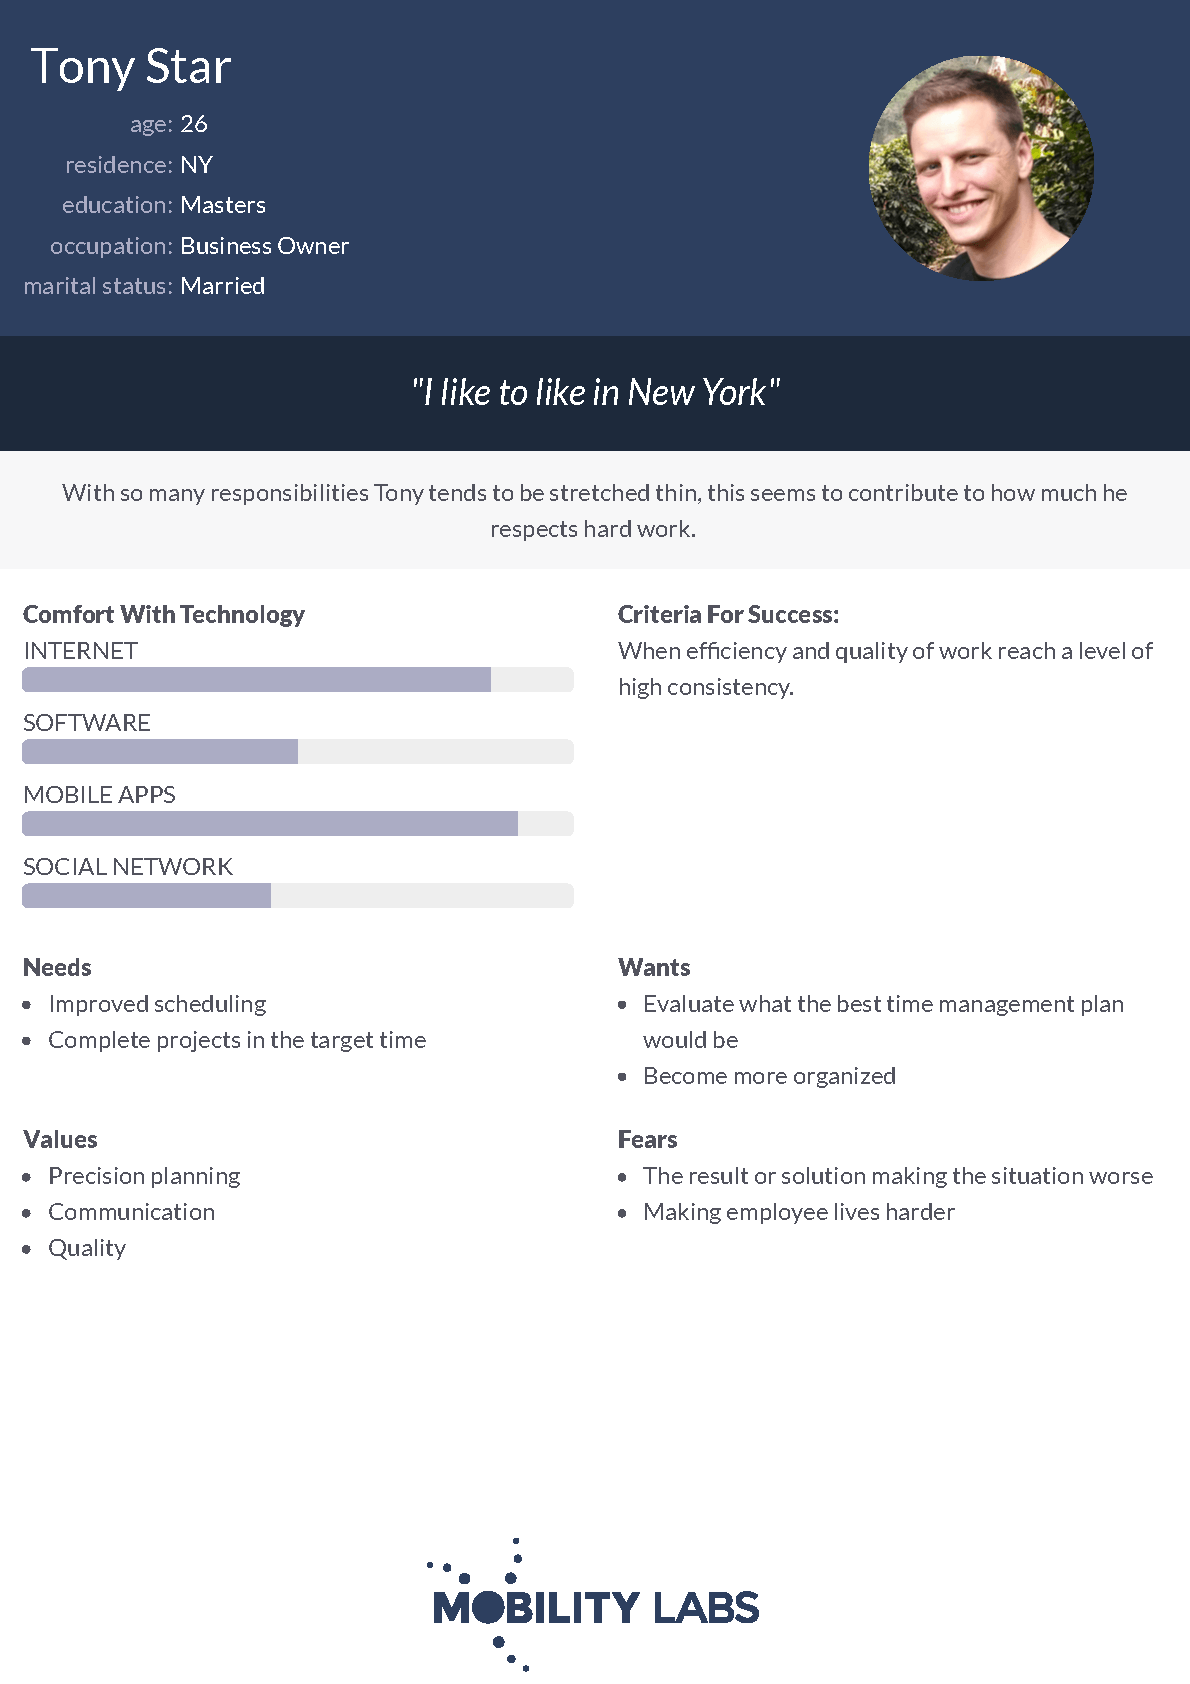 Tony Star
age: 26
residence: NY
education: Masters
occupation: Business Owner
marital status: Married
"I like to like in New York"
With so many responsibilities Tony tends to be stretched thin, this seems to contribute to how much he
respects hard work.
Comfort With Technology
INTERNET
SOFTWARE
MOBILE APPS
SOCIAL NETWORK
Criteria For Success:
When efficiency and quality of work reach a level of
high consistency.
Needs
• Improved scheduling
• Complete projects in the target time
Wants
• Evaluate what the best time management plan
would be
• Become more organized
Values
• Precision planning
• Communication
• Quality
Fears
• The result or solution making the situation worse
• Making employee lives harder
MOBILITY LABS